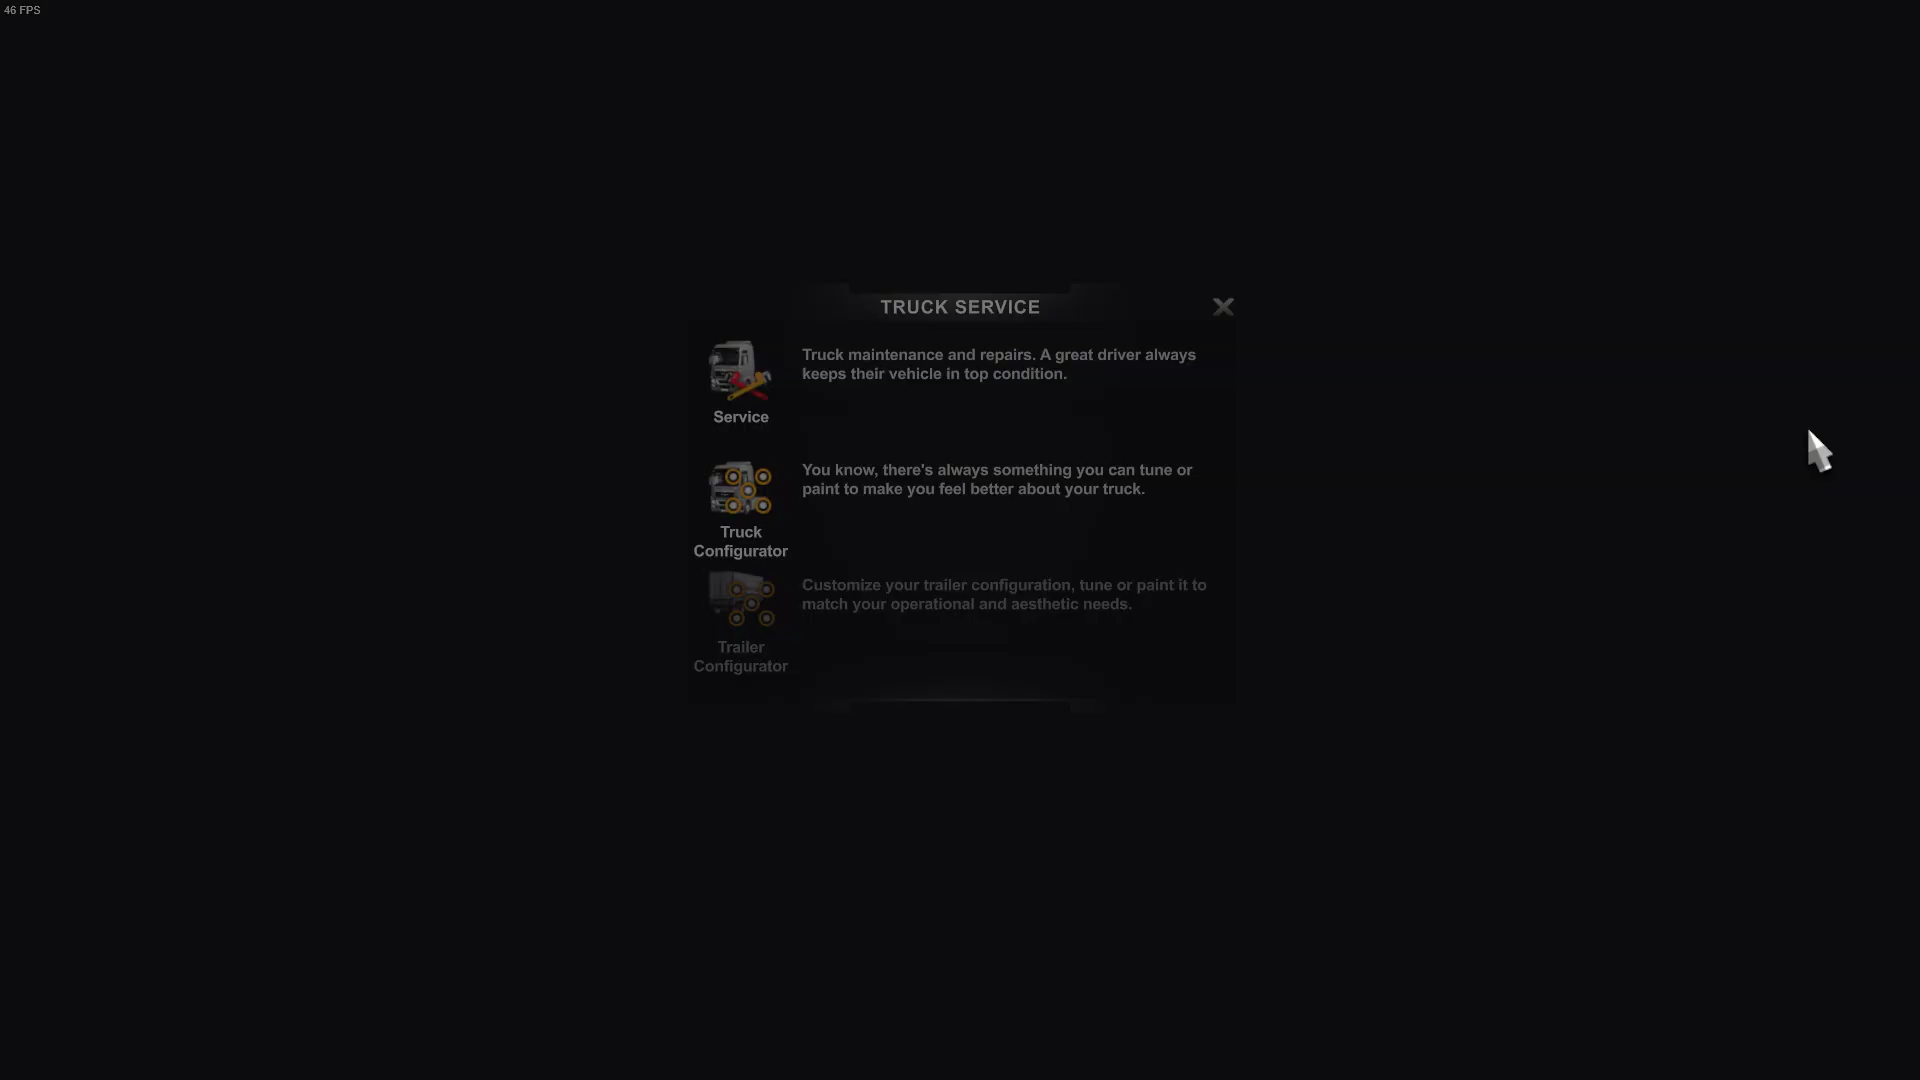 46 FPS
TRUCK SERVICE
Truck maintenance and repairs. A great driver always
keeps their vehicle in top condition.
Service
You know, there's always something you can tune or
paint to make you feel better about your truck.
Truck
Configurator
Customize your trailer configuration, tune or paint it to
match your operational and aesthetic needs.
Trailer
Configurator